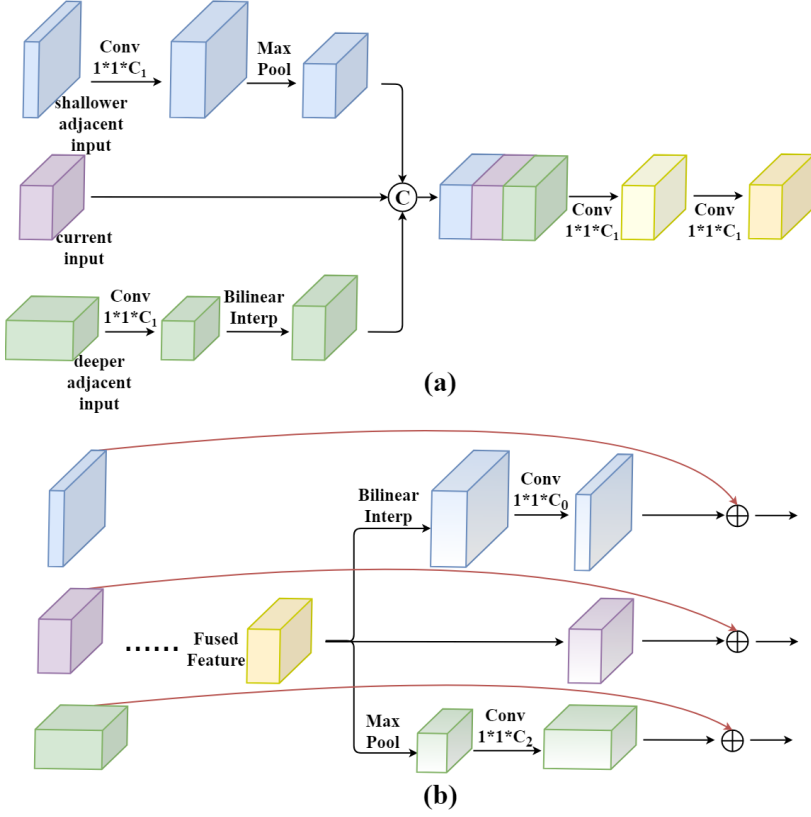 Conv
1*1*C₁
Max
Pool
shallower
adjacent
input
C
Conv
1*1*C₁
Conv
1*1*C₁
current
input
Conv
1*1*C₁
Bilinear
Interp
deeper
adjacent
input
(a)
Bilinear
Interp
Conv
1*1*C₀
......
Fused
Feature
Max
Pool
Conv
1*1*C₂
(b)